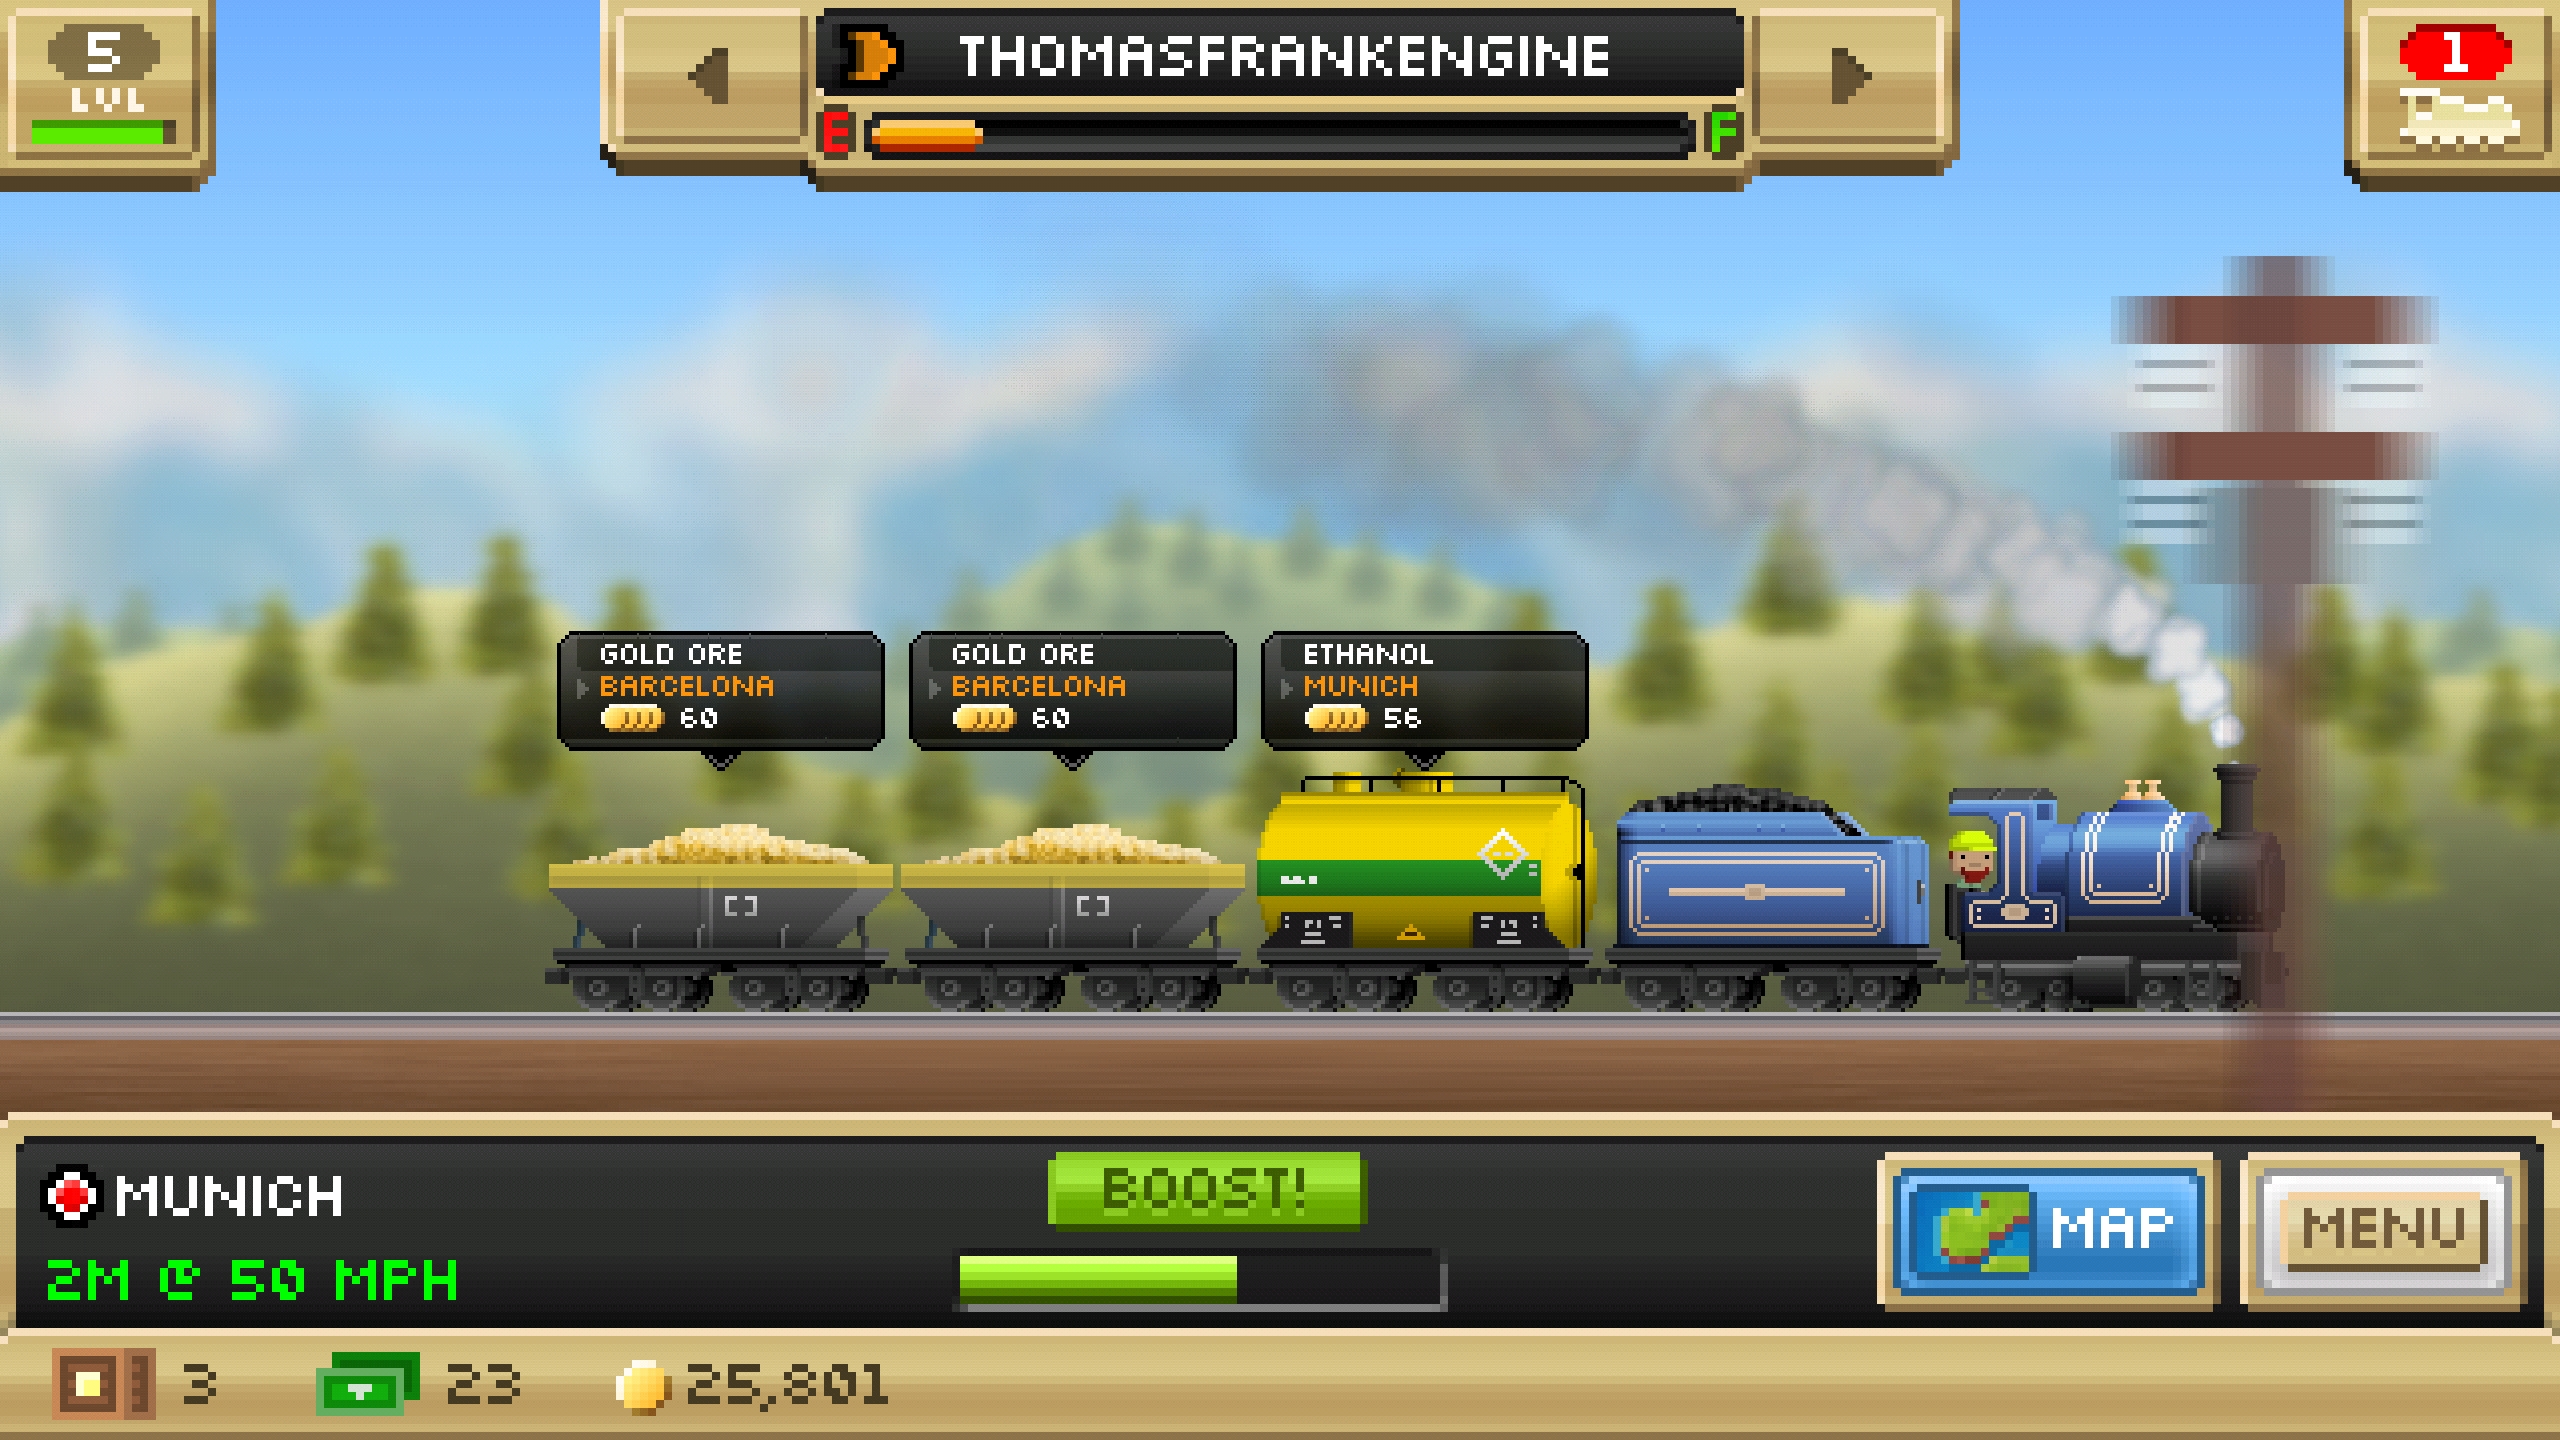 5
LVL
THOMASFRANKENGINE
E
F
1
GOLD ORE
BARCELONA
60
GOLD ORE
BARCELONA
60
ETHANOL
MUNICH
56
MUNICH
2M @ 50 MPH
BOOST!
MAP
MENU
3
23
25,801